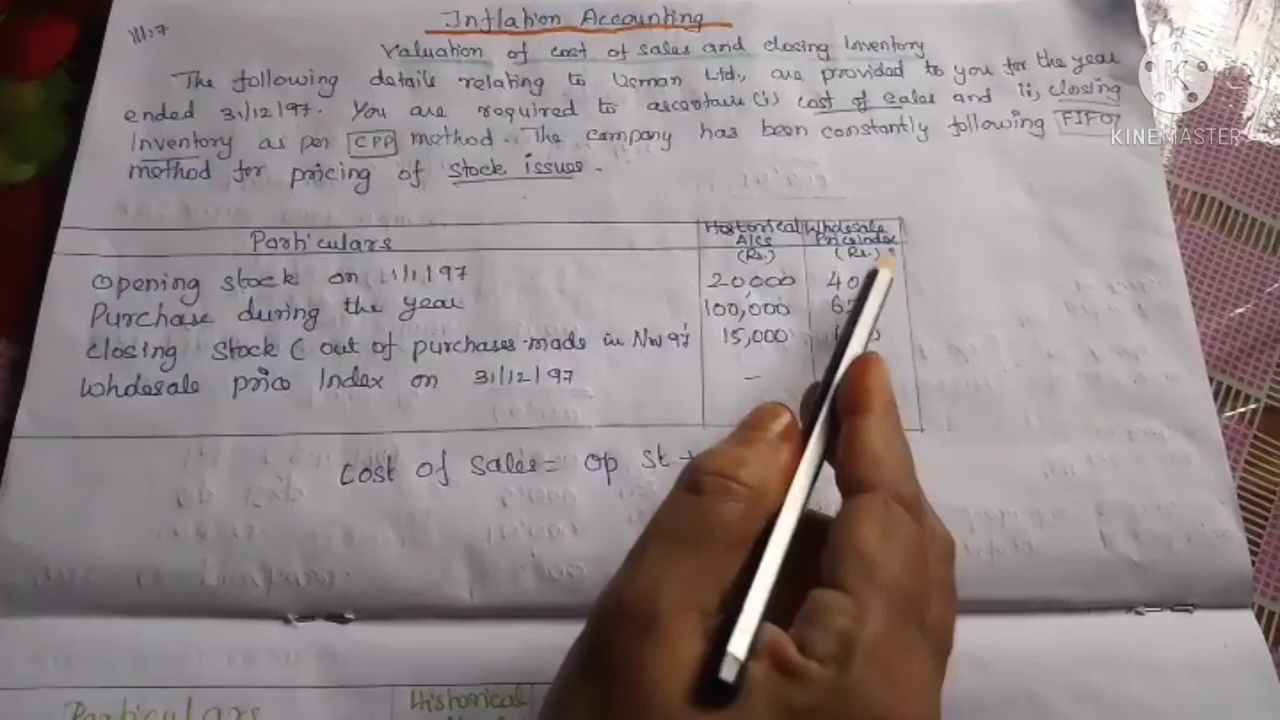 Ill:7
Inflation Accounting
Valuation of cost of sales and closing Inventory
The following details relating to Usman Ltd., are provided to you for the year
ended 31/12/97. You are required to ascertain (i) cost of sales and ii) closing
Inventory as per CPP method. The company has been constantly following FIFO
method for pricing of stock issues.
KINEMASTER
Particulars
Historical A/cs (Rs.)
Wholesale Price Index (Rs.)
Opening stock on 1/1/97 20000
Purchase during the year 100,000
closing stock ( out of purchases made in Nov 97 15,000
Wholesale price Index on 31/12/97 -
Cost of Sales = Op St +
Particulars
Historical